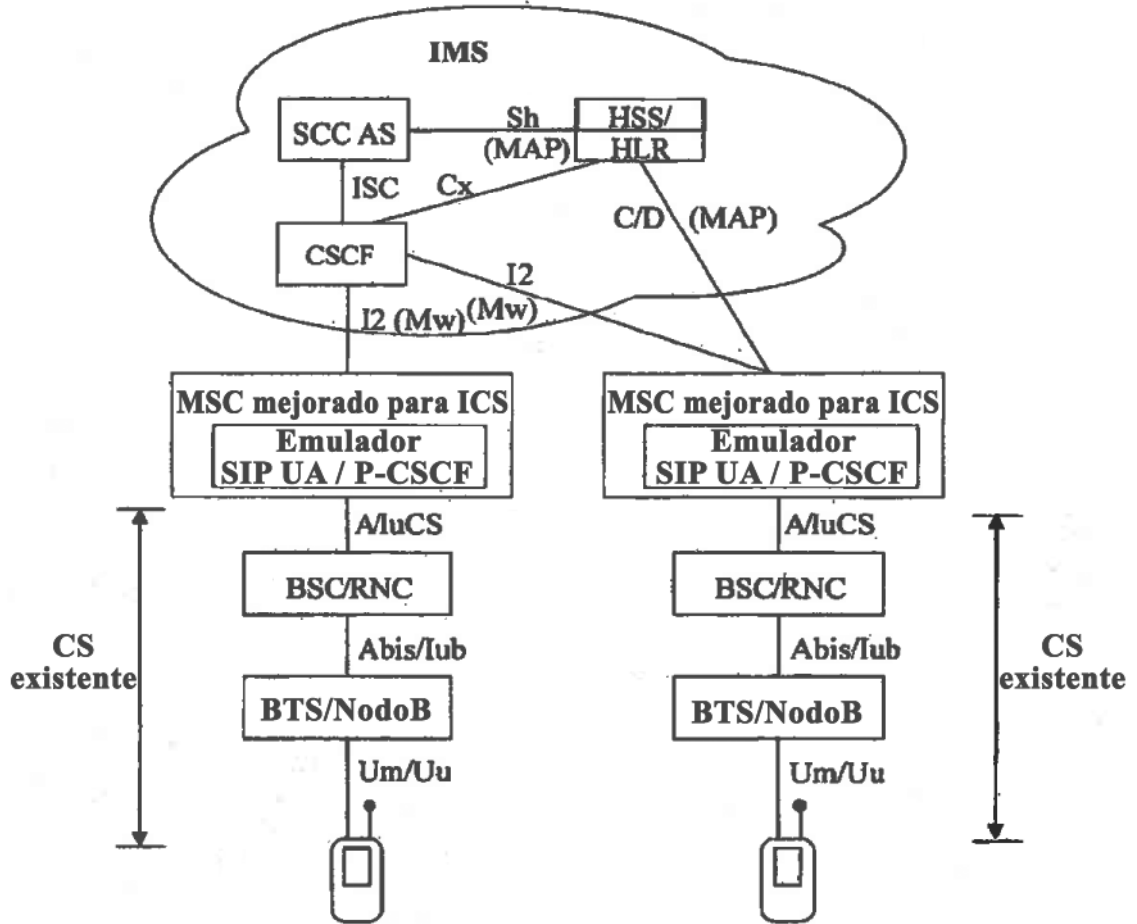 IMS
SCC AS
Sh
(MAP)
HSS/
HLR
ISC
Cx
C/D (MAP)
CSCF
I2
I2 (Mw)
(Mw)
MSC mejorado para ICS
Emulador
SIP UA / P-CSCF
MSC mejorado para ICS
Emulador
SIP UA / P-CSCF
A/IuCS
A/IuCS
BSC/RNC
BSC/RNC
CS
existente
Abis/Iub
Abis/Iub
CS
existente
BTS/NodoB
BTS/NodoB
Um/Uu
Um/Uu